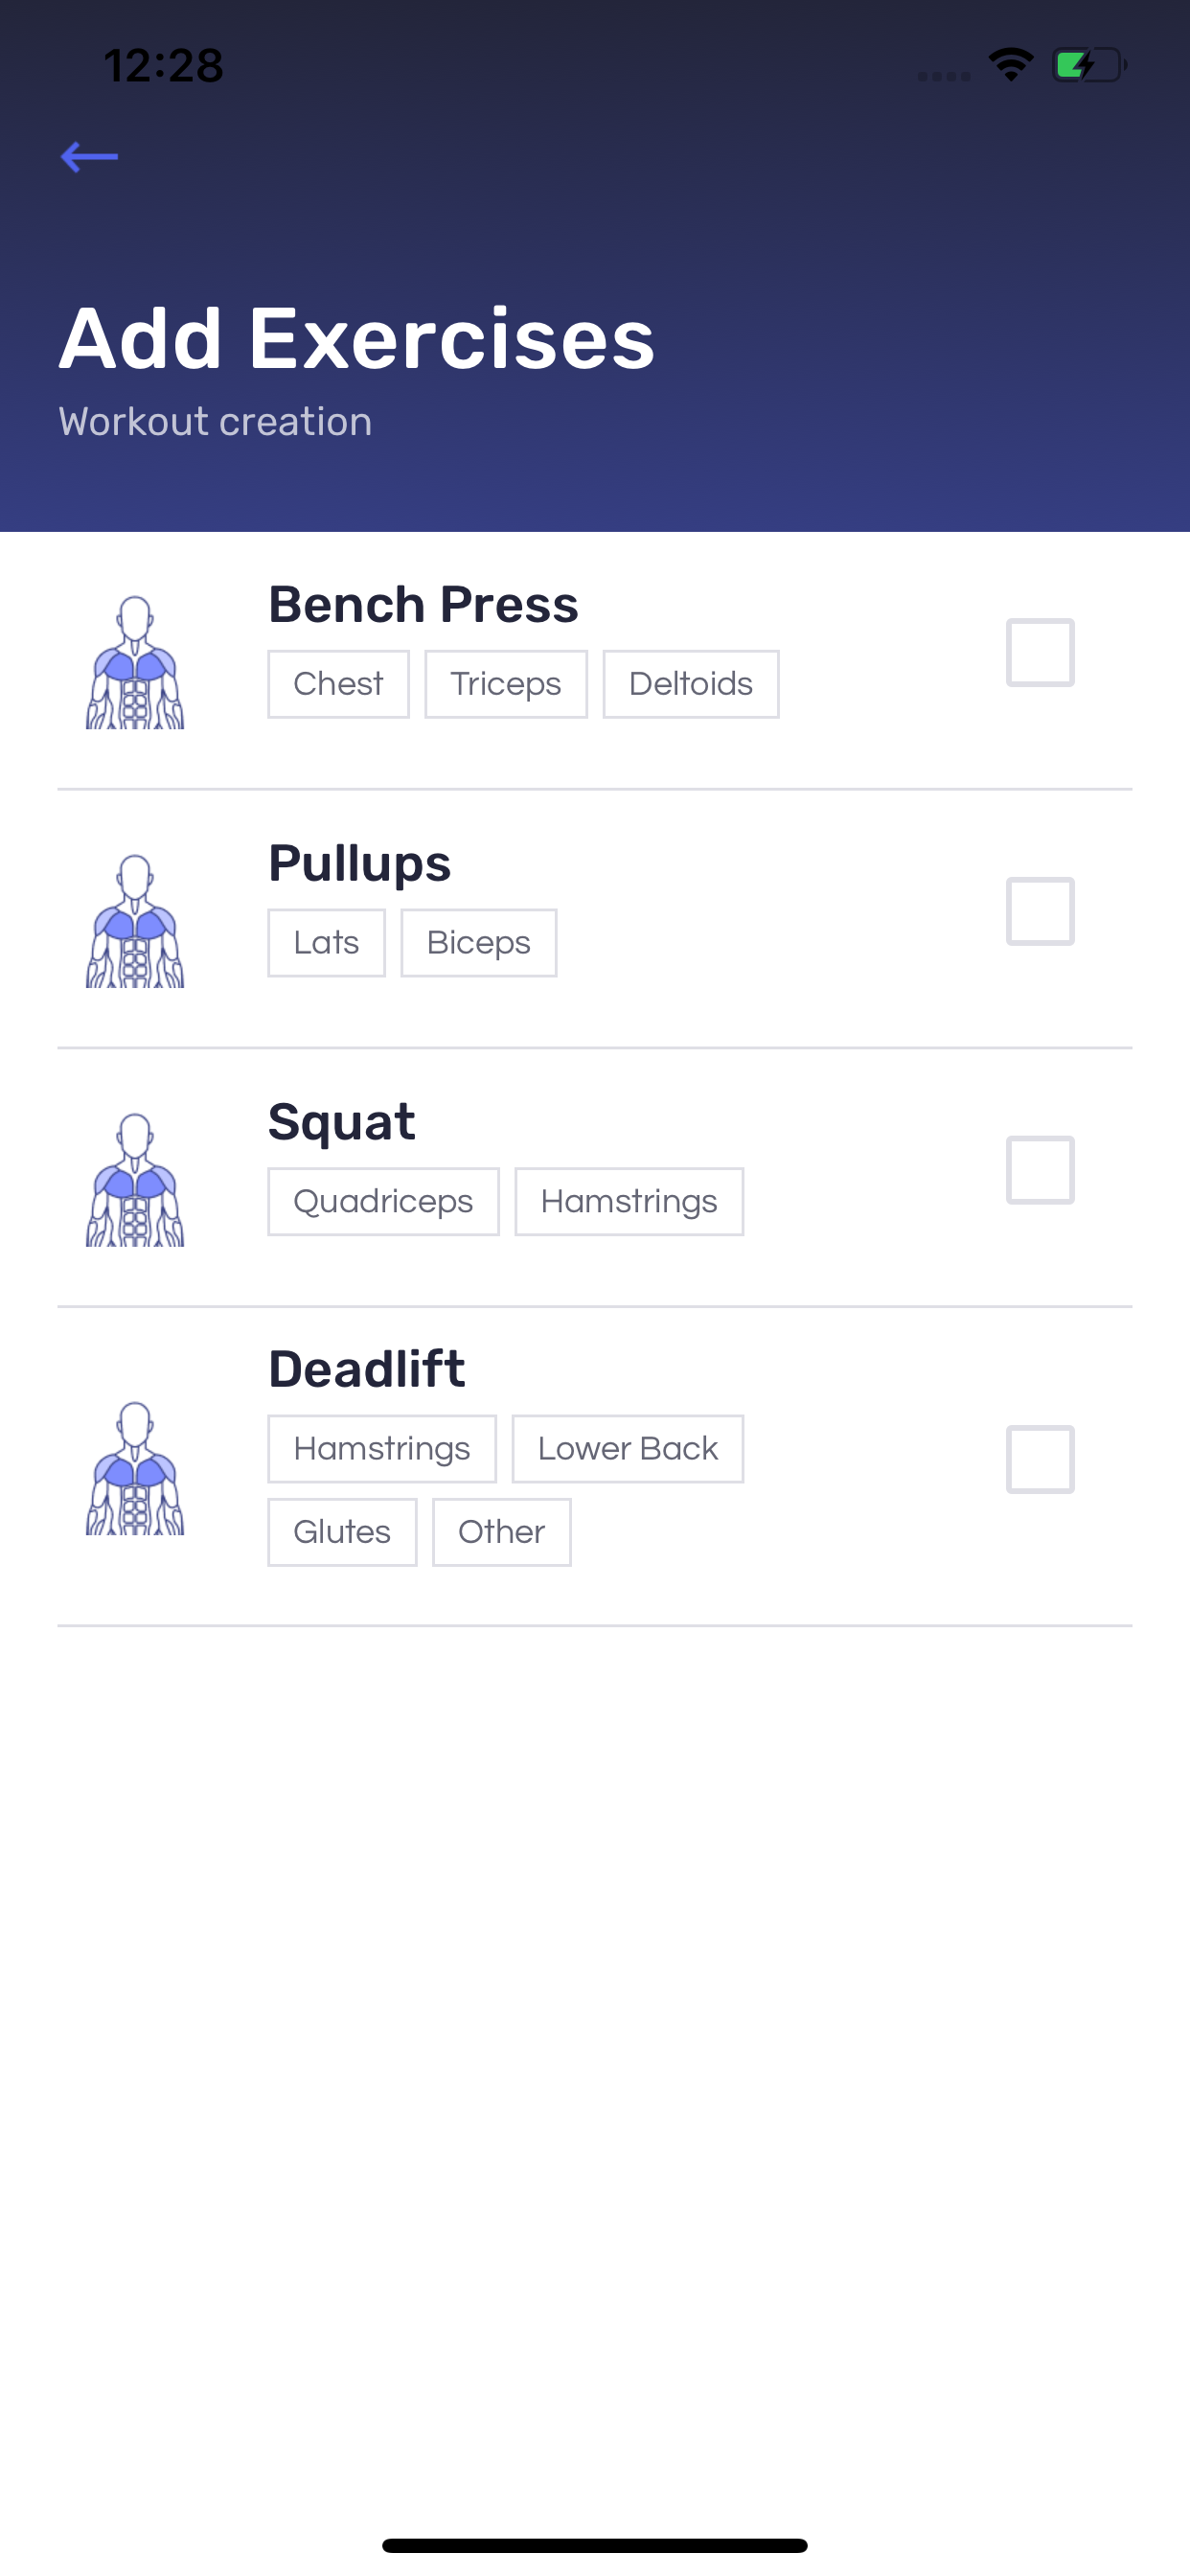 12:28
Add Exercises
Workout creation
Bench Press
Chest Triceps Deltoids
Pullups
Lats Biceps
Squat
Quadriceps Hamstrings
Deadlift
Hamstrings Lower Back
Glutes Other